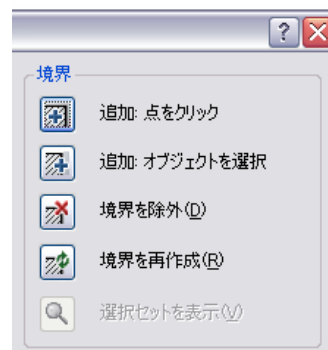 境界
追加: 点をクリック
追加: オブジェクトを選択
境界を除外(D)
境界を再作成(R)
選択セットを表示(V)